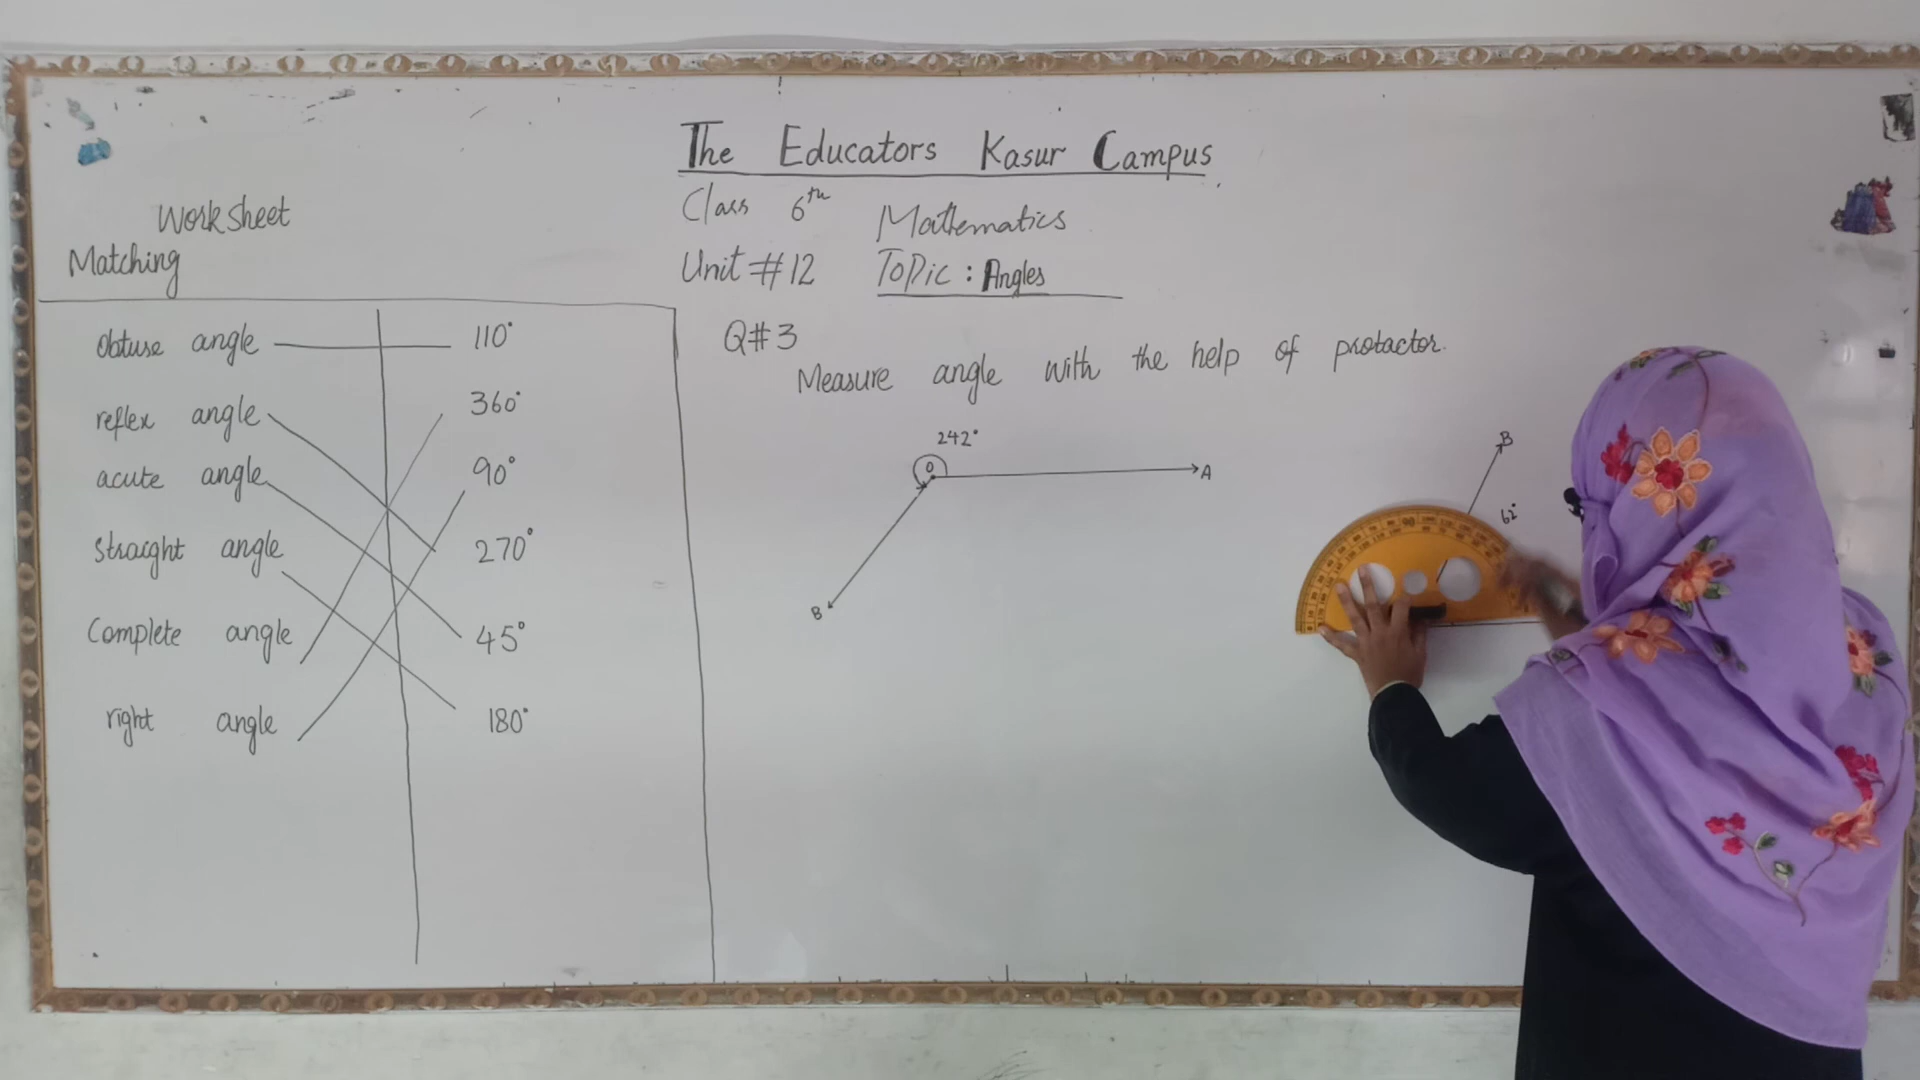 The Educators Kasur Campus
Class 6th Mathematics
Unit #12 Topic : Angles
Worksheet
Matching
Obtuse angle 110°
reflex angle 360°
acute angle 90°
Straight angle 270°
Complete angle 45°
right angle 180°
Q#3
Measure angle with the help of protactor.
242°
O
A
B
B
62°